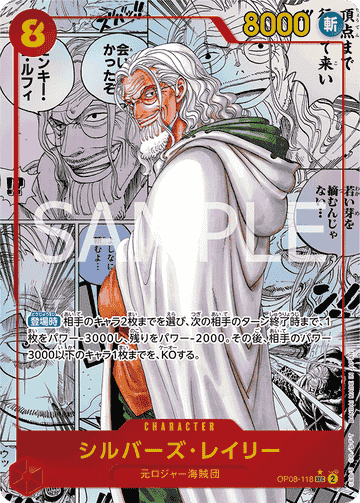 8
8000
斬
頂点まで
て来い
会い
かったぞ
ンキー・
・ルフィ
若い芽を
摘むんじゃ
ない…
SAMPLE
登場時 相手のキャラ2枚までを選び、次の相手のターン終了時まで、1
枚をパワー-3000し、残りをパワー-2000。その後、相手のパワー
3000以下のキャラ1枚までを、KOする。
CHARACTER
シルバーズ・レイリー
元ロジャー海賊団
OP08-118 SEC 2